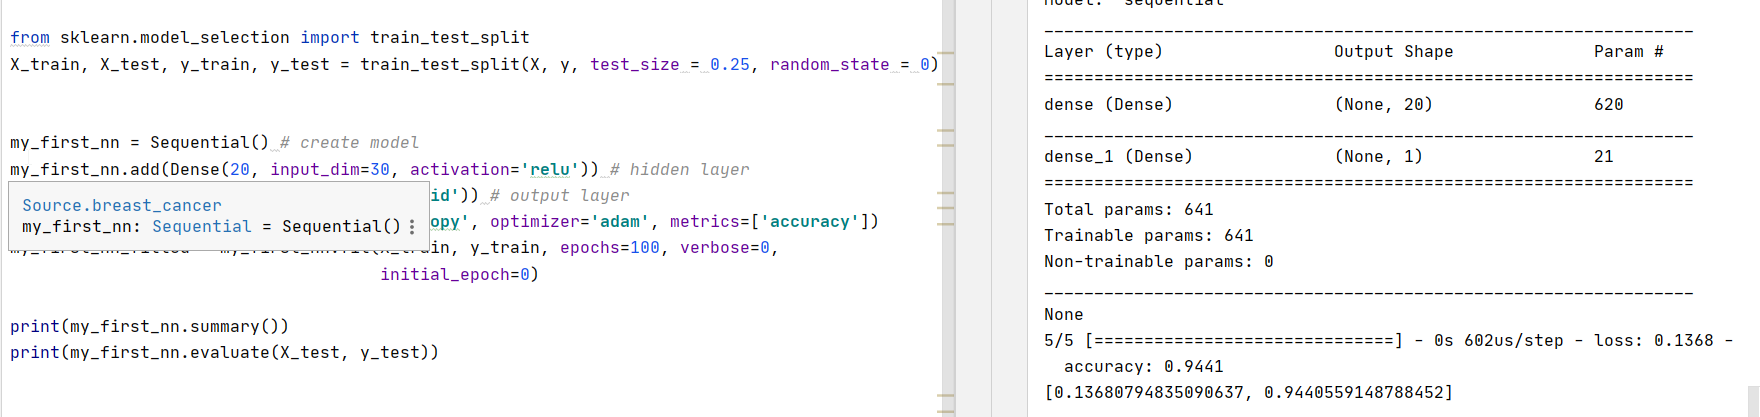 from sklearn.model_selection import train_test_split
X_train, X_test, y_train, y_test = train_test_split(X, y, test_size = 0.25, random_state = 0)
my_first_nn = Sequential() # create model
my_first_nn.add(Dense(20, input_dim=30, activation='relu')) # hidden layer
id')) # output layer
Source.breast_cancer
my_first_nn: Sequential = Sequential()
opy', optimizer='adam', metrics=['accuracy'])
y_train, epochs=100, verbose=0,
initial_epoch=0)
print(my_first_nn.summary())
print(my_first_nn.evaluate(X_test, y_test))
Model: "sequential"
_________________________________________________________________
Layer (type) Output Shape Param #
=================================================================
dense (Dense) (None, 20) 620
_________________________________________________________________
dense_1 (Dense) (None, 1) 21
=================================================================
Total params: 641
Trainable params: 641
Non-trainable params: 0
_________________________________________________________________
None
5/5 [==============================] - 0s 602us/step - loss: 0.1368 -
accuracy: 0.9441
[0.13680794835090637, 0.9440559148788452]